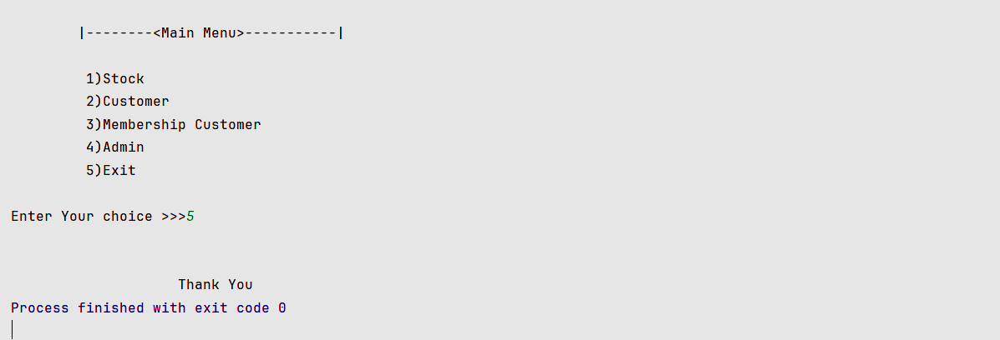 |--------<Main Menu>-----------|
1)Stock
2)Customer
3)Membership Customer
4)Admin
5)Exit
Enter Your choice >>>5
Thank You
Process finished with exit code 0